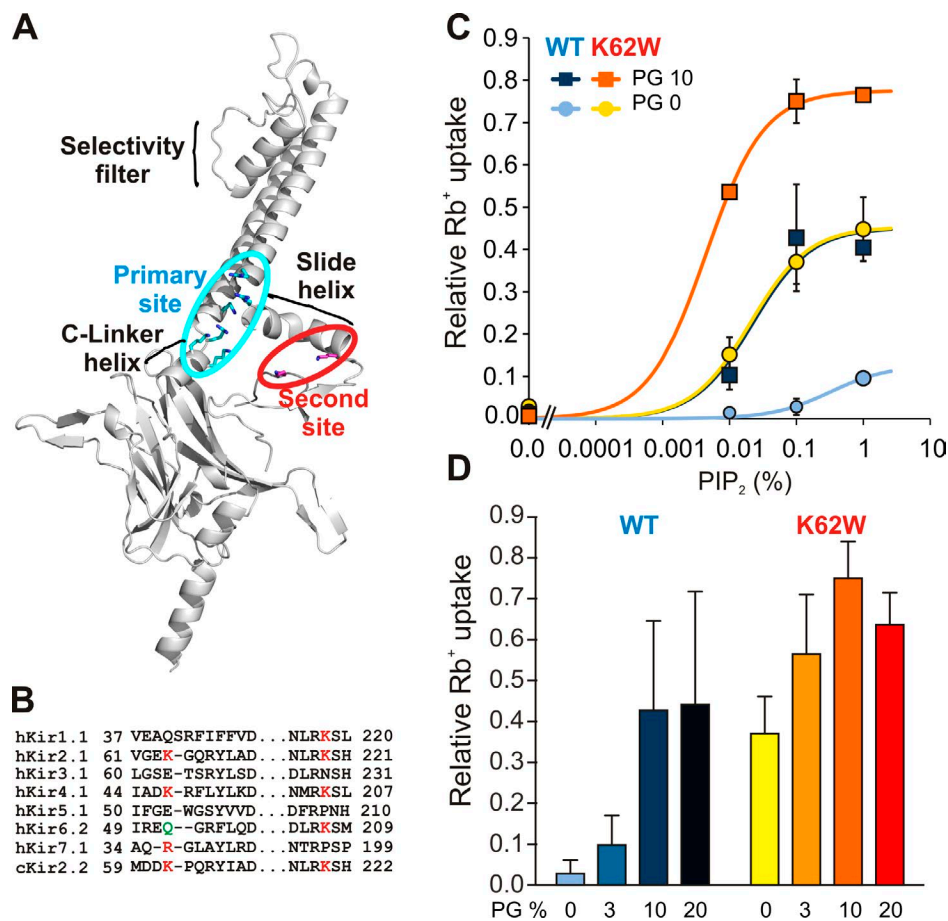 A
Selectivity
filter
Primary
site
Slide
helix
C-Linker
helix
Second
site
B
hKir1.1 37 VEAQSRFIFFVD...NLRKSL 220
hKir2.1 61 VGEK-GQRYLAD...NLRKSH 221
hKir3.1 60 LGSE-TSRYLSD...NLRNSH 231
hKir4.1 44 IADK-RFLYLKD...NMRKSL 207
hKir5.1 50 IFGE-WGSYVVD...DFRPNH 210
hKir6.2 49 IREQ--GRFLQD...DLRKSM 209
hKir7.1 34 AQ-R-GLAYLRD...NTRPSP 199
cKir2.2 59 MDDK-PQRYIAD...NLRKSH 222
C
WT K62W
PG 10
PG 0
Relative Rb+ uptake
0.9
0.8
0.7
0.6
0.5
0.4
0.3
0.2
0.1
0.0
0 0.0001 0.001 0.01 0.1 1 10
PIP2 (%)
D
WT K62W
Relative Rb+ uptake
0.9
0.8
0.7
0.6
0.5
0.4
0.3
0.2
0.1
0.0
PG % 0 3 10 20 0 3 10 20